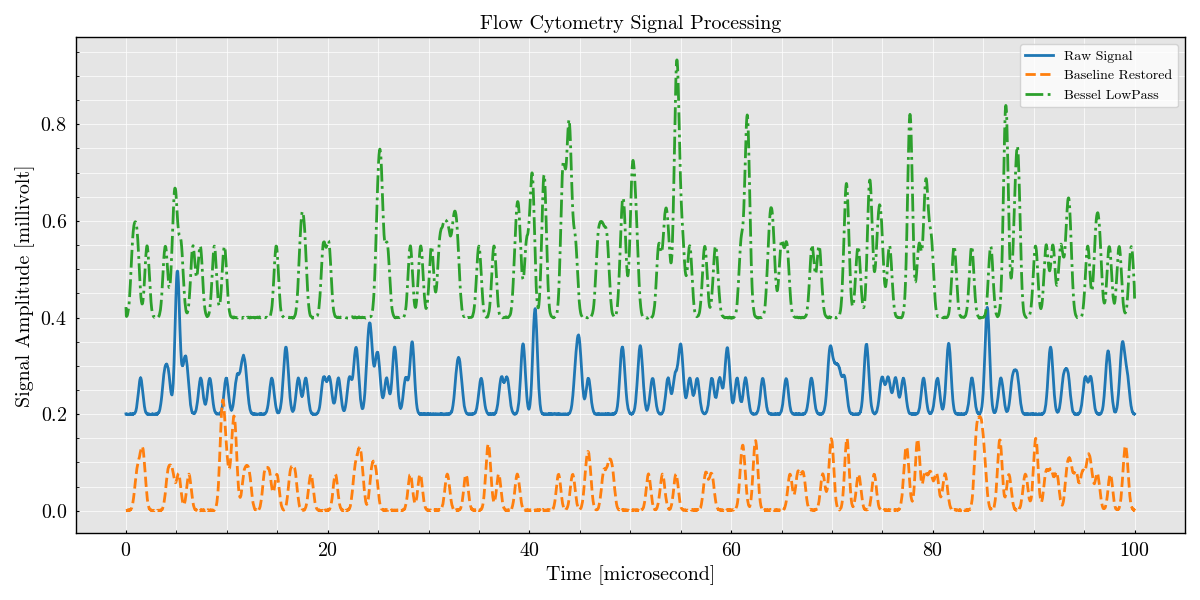 Flow Cytometry Signal Processing
Raw Signal
Baseline Restored
Bessel LowPass
Signal Amplitude [millivolt]
0.8
0.6
0.4
0.2
0.0
0 20 40 60 80 100
Time [microsecond]